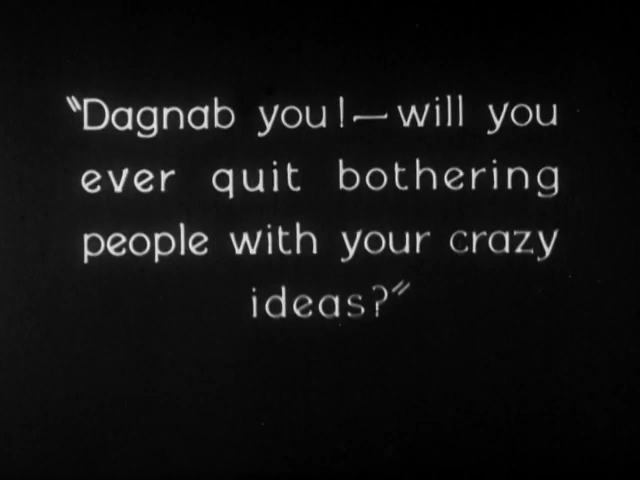 "Dagnab you!—will you
ever quit bothering
people with your crazy
ideas?"